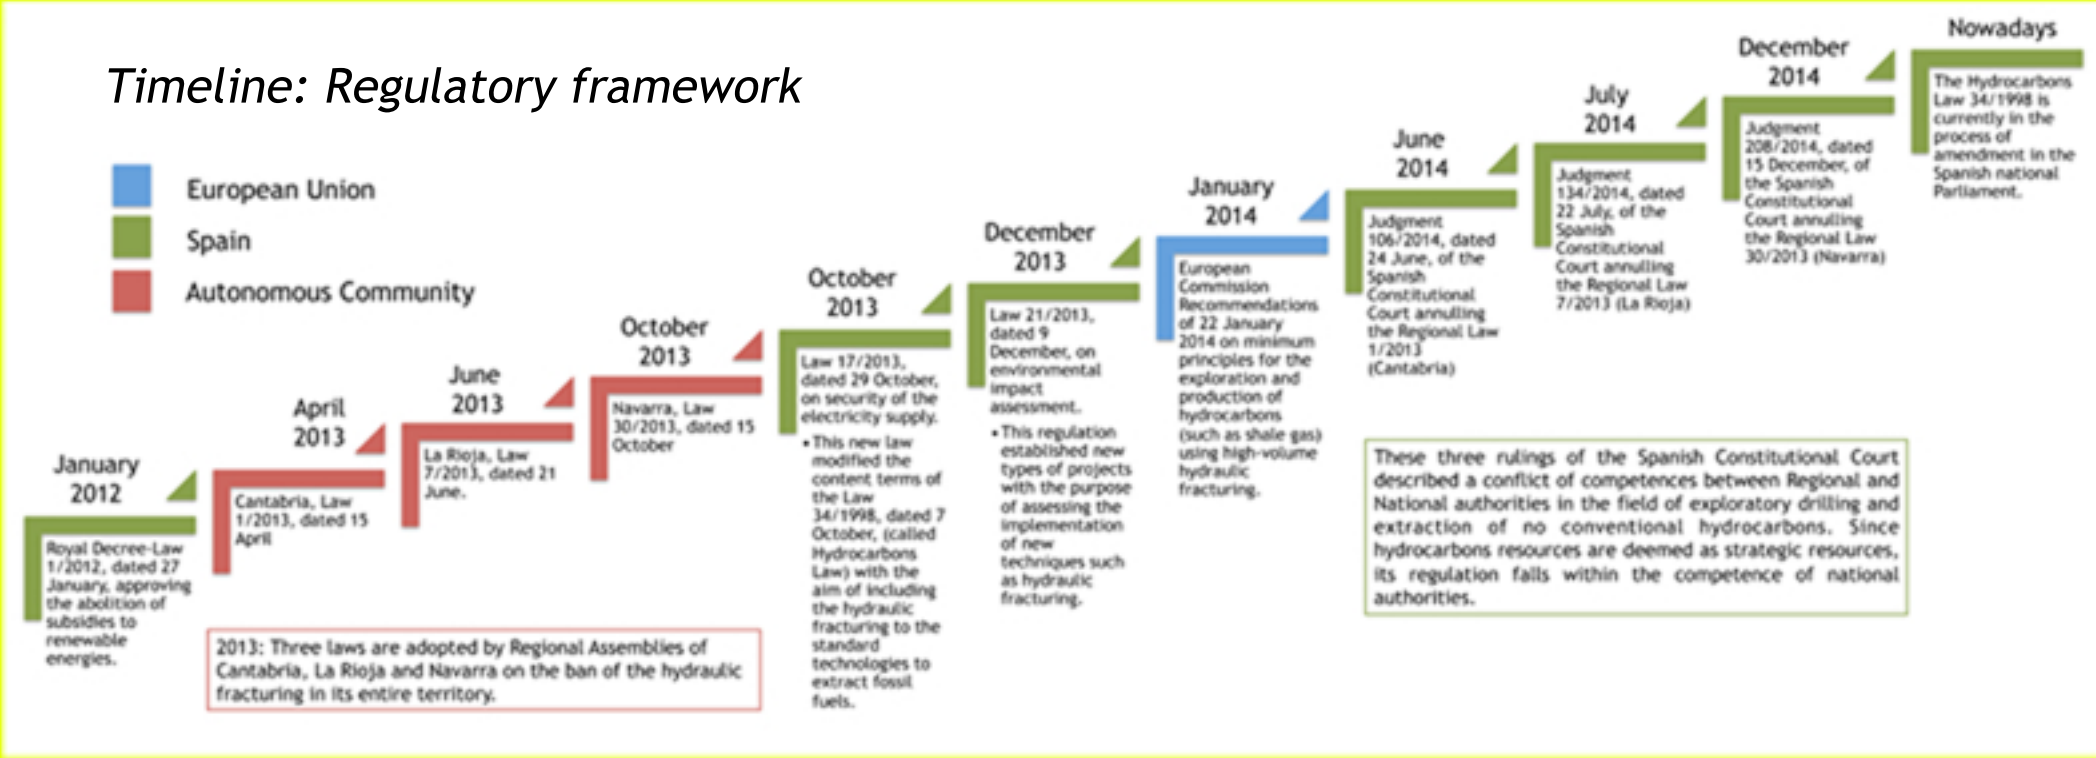 Timeline: Regulatory framework
European Union
Spain
Autonomous Community
January
2012
Royal Decree-Law
1/2012, dated 27
January, approving
the abolition of
subsidies to
renewable
energies.
April
2013
Cantabria, Law
1/2013, dated 15
April
June
2013
La Rioja, Law
7/2013, dated 21
June.
October
2013
Navarra, Law
30/2013, dated 15
October
2013: Three laws are adopted by Regional Assemblies of
Cantabria, La Rioja and Navarra on the ban of the hydraulic
fracturing in its entire territory.
October
2013
Law 17/2013,
dated 29 October,
on security of the
electricity supply.
•This new law
modified the
content terms of
the Law
34/1998, dated 7
October, (called
Hydrocarbons
Law) with the
aim of including
the hydraulic
fracturing to the
standard
technologies to
extract fossil
fuels.
December
2013
Law 21/2013,
dated 9
December, on
environmental
impact
assessment.
•This regulation
established new
types of projects
with the purpose
of assessing the
implementation
of new
techniques such
as hydraulic
fracturing.
January
2014
European
Commission
Recommendations
of 22 January
2014 on minimum
principles for the
exploration and
production of
hydrocarbons
(such as shale gas)
using high-volume
hydraulic
fracturing.
June
2014
Judgment
106/2014, dated
24 June, of the
Spanish
Constitutional
Court annulling
the Regional Law
1/2013
(Cantabria)
July
2014
Judgment
134/2014, dated
22 July, of the
Spanish
Constitutional
Court annulling
the Regional Law
7/2013 (La Rioja)
December
2014
Judgment
208/2014, dated
15 December, of
the Spanish
Constitutional
Court annulling
the Regional Law
30/2013 (Navarra)
Nowadays
The Hydrocarbons
Law 34/1998 is
currently in the
process of
amendment in the
Spanish national
Parliament.
These three rulings of the Spanish Constitutional Court
described a conflict of competences between Regional and
National authorities in the field of exploratory drilling and
extraction of no conventional hydrocarbons. Since
hydrocarbons resources are deemed as strategic resources,
its regulation falls within the competence of national
authorities.